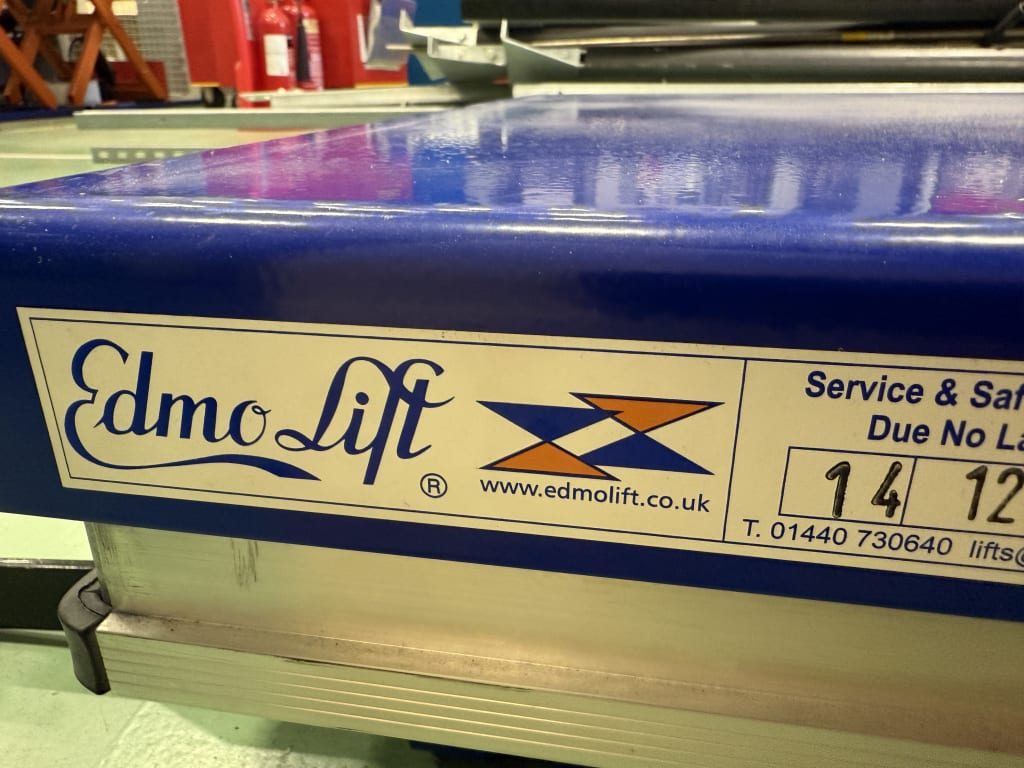 Edmo Lift
®
www.edmolift.co.uk
Service & Saf
Due No La
14 12
T. 01440 730640 lifts@